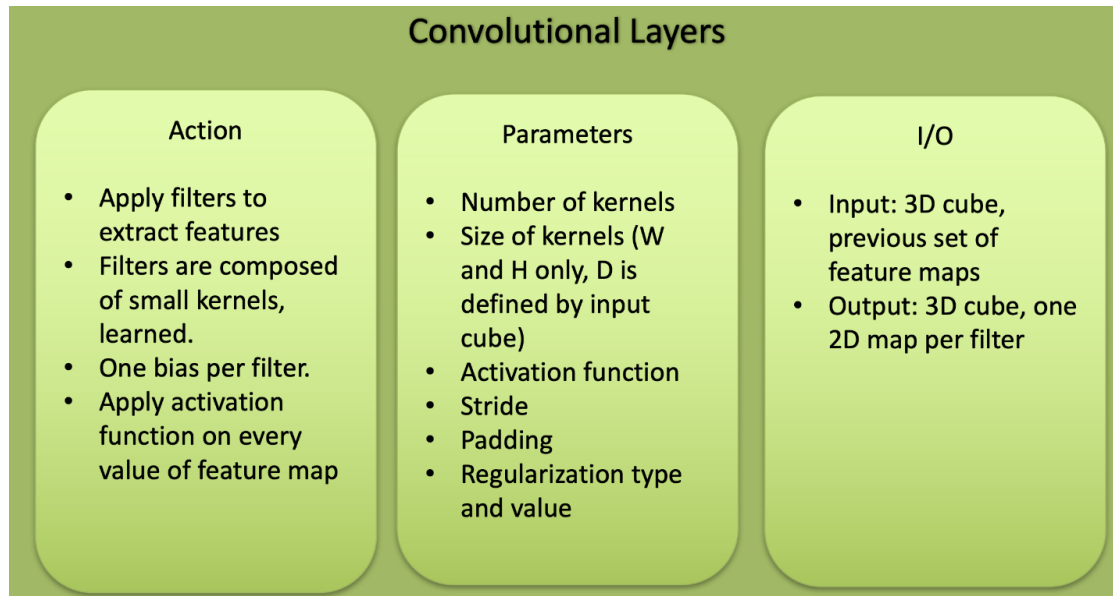 Convolutional Layers
Action
• Apply filters to
extract features
• Filters are composed
of small kernels,
learned.
• One bias per filter.
• Apply activation
function on every
value of feature map
Parameters
• Number of kernels
• Size of kernels (W
and H only, D is
defined by input
cube)
• Activation function
• Stride
• Padding
• Regularization type
and value
I/O
• Input: 3D cube,
previous set of
feature maps
• Output: 3D cube, one
2D map per filter